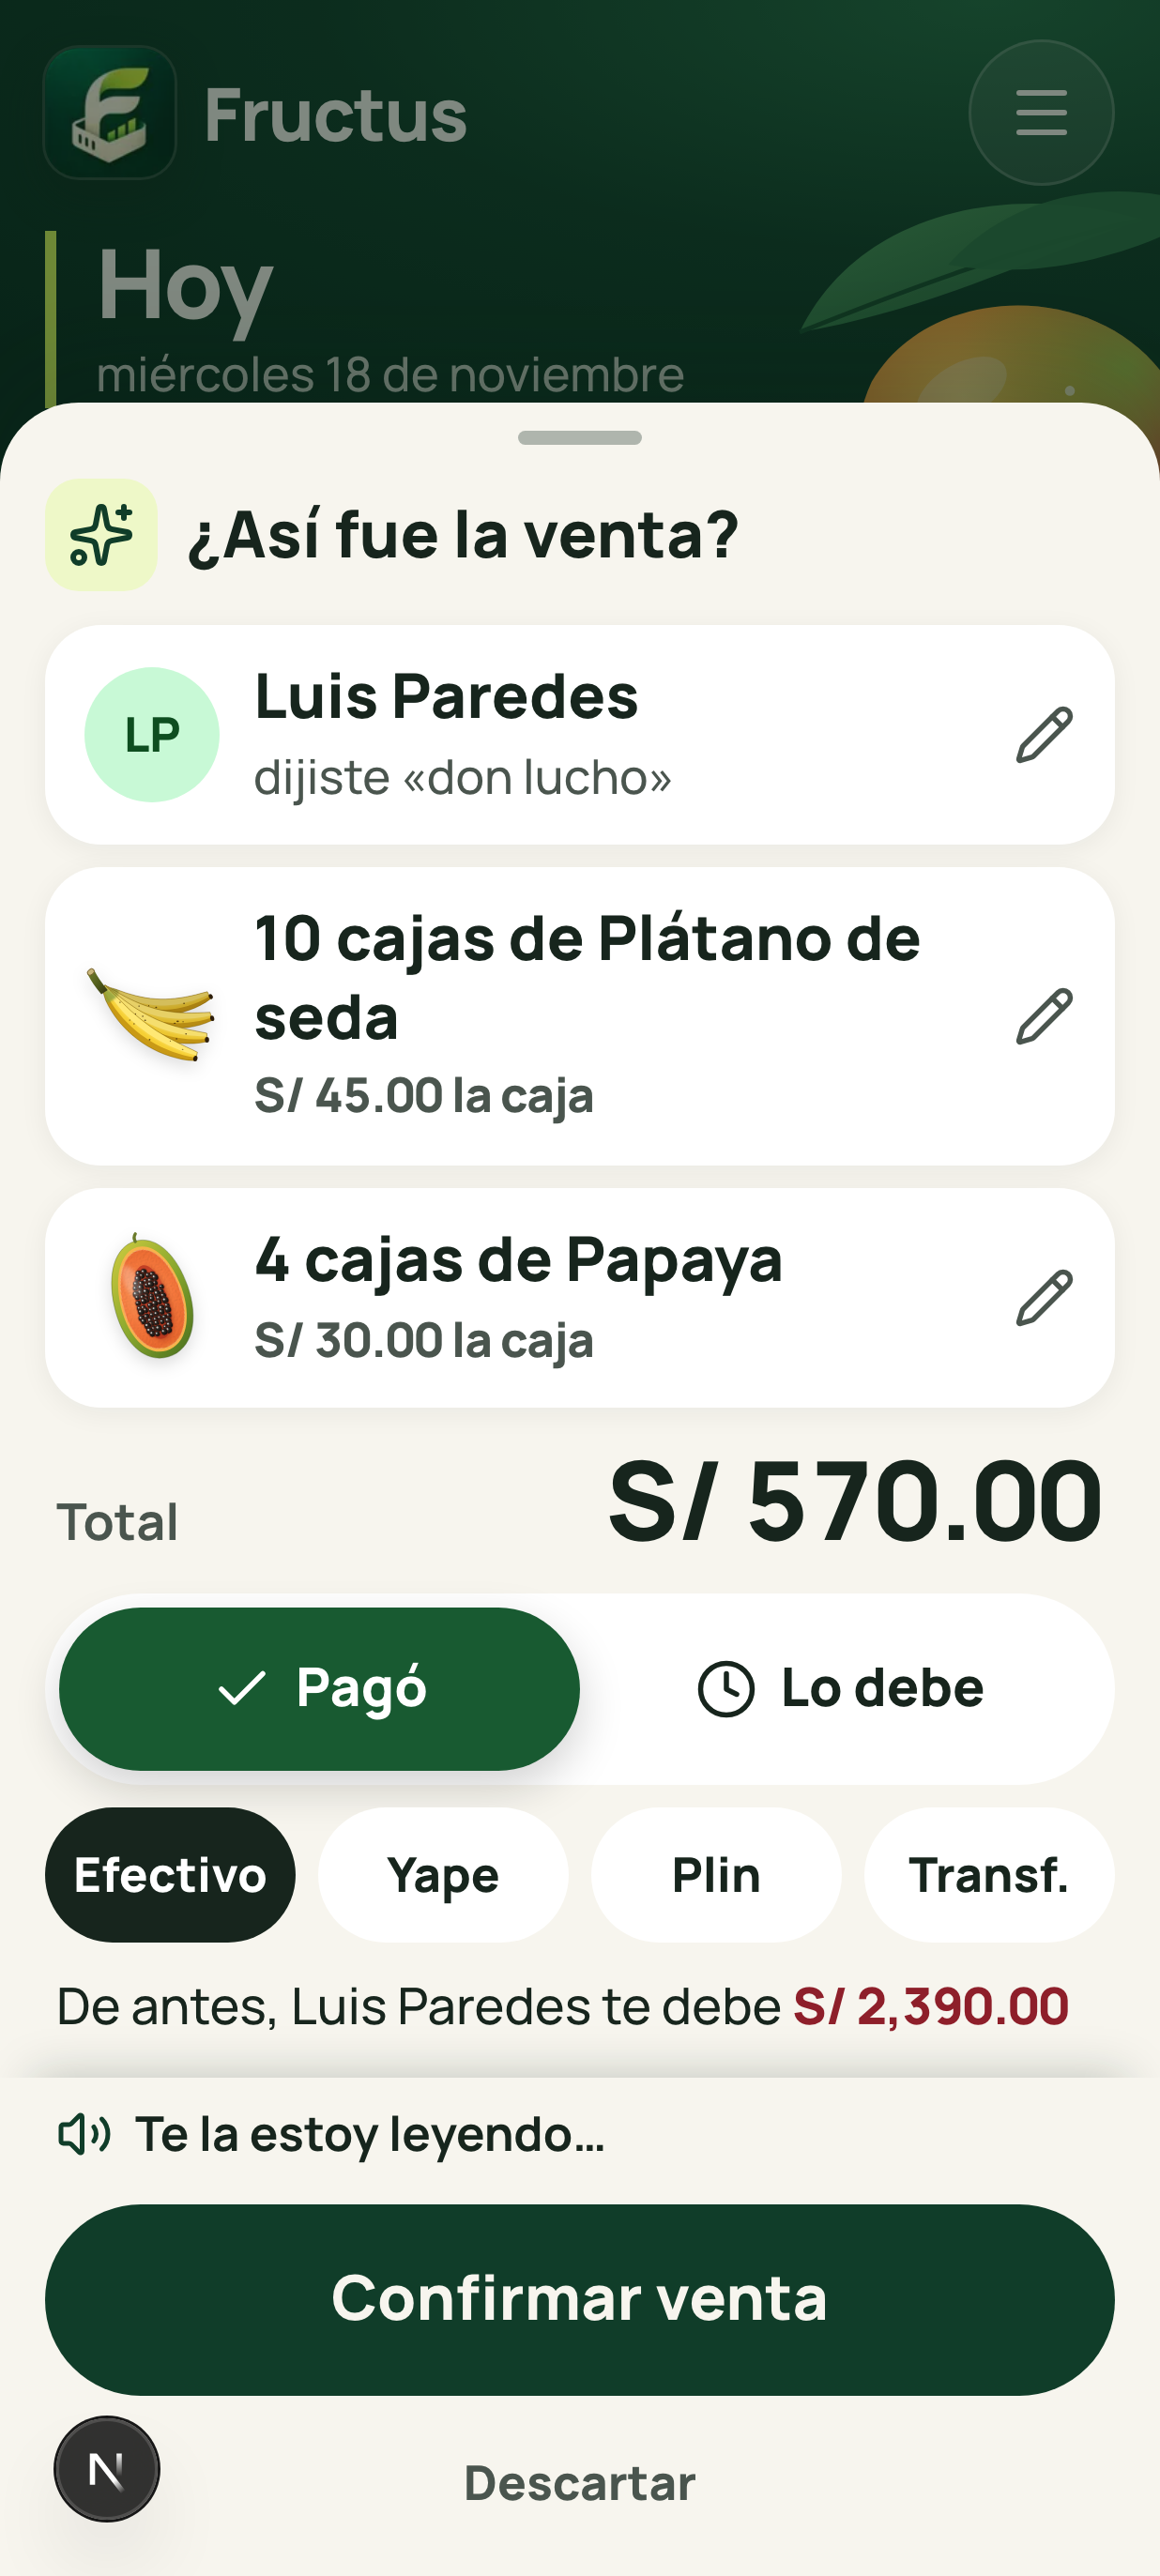 Fructus
Hoy
miércoles 18 de noviembre
¿Así fue la venta?
LP
Luis Paredes
dijiste «don lucho»
10 cajas de Plátano de
seda
S/ 45.00 la caja
4 cajas de Papaya
S/ 30.00 la caja
Total
S/ 570.00
Pagó
Lo debe
Efectivo
Yape
Plin
Transf.
De antes, Luis Paredes te debe S/ 2,390.00
Te la estoy leyendo...
Confirmar venta
N
Descartar